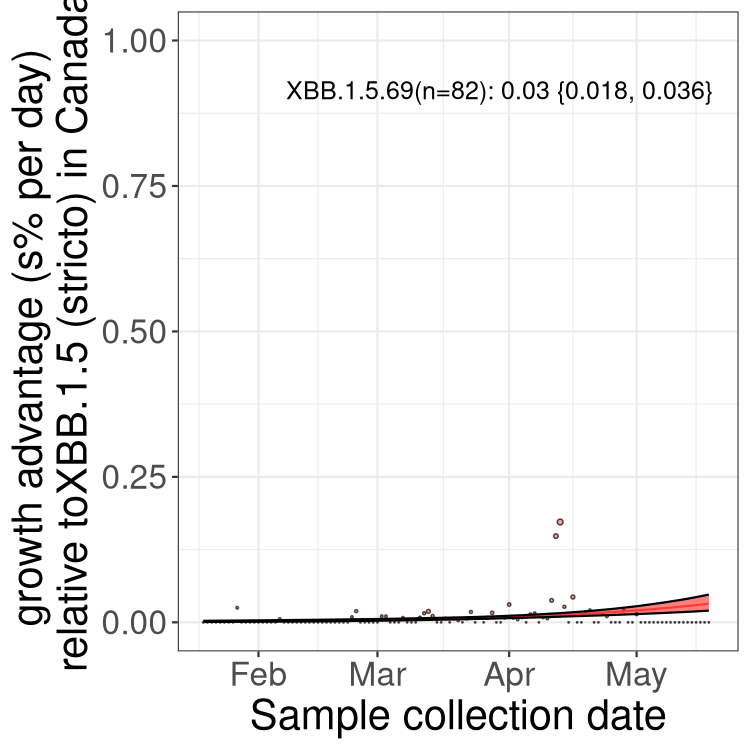 growth advantage (s% per day)
relative toXBB.1.5 (stricto) in Canada
1.00
0.75
0.50
0.25
0.00
XBB.1.5.69(n=82): 0.03 {0.018, 0.036}
Feb Mar Apr May
Sample collection date